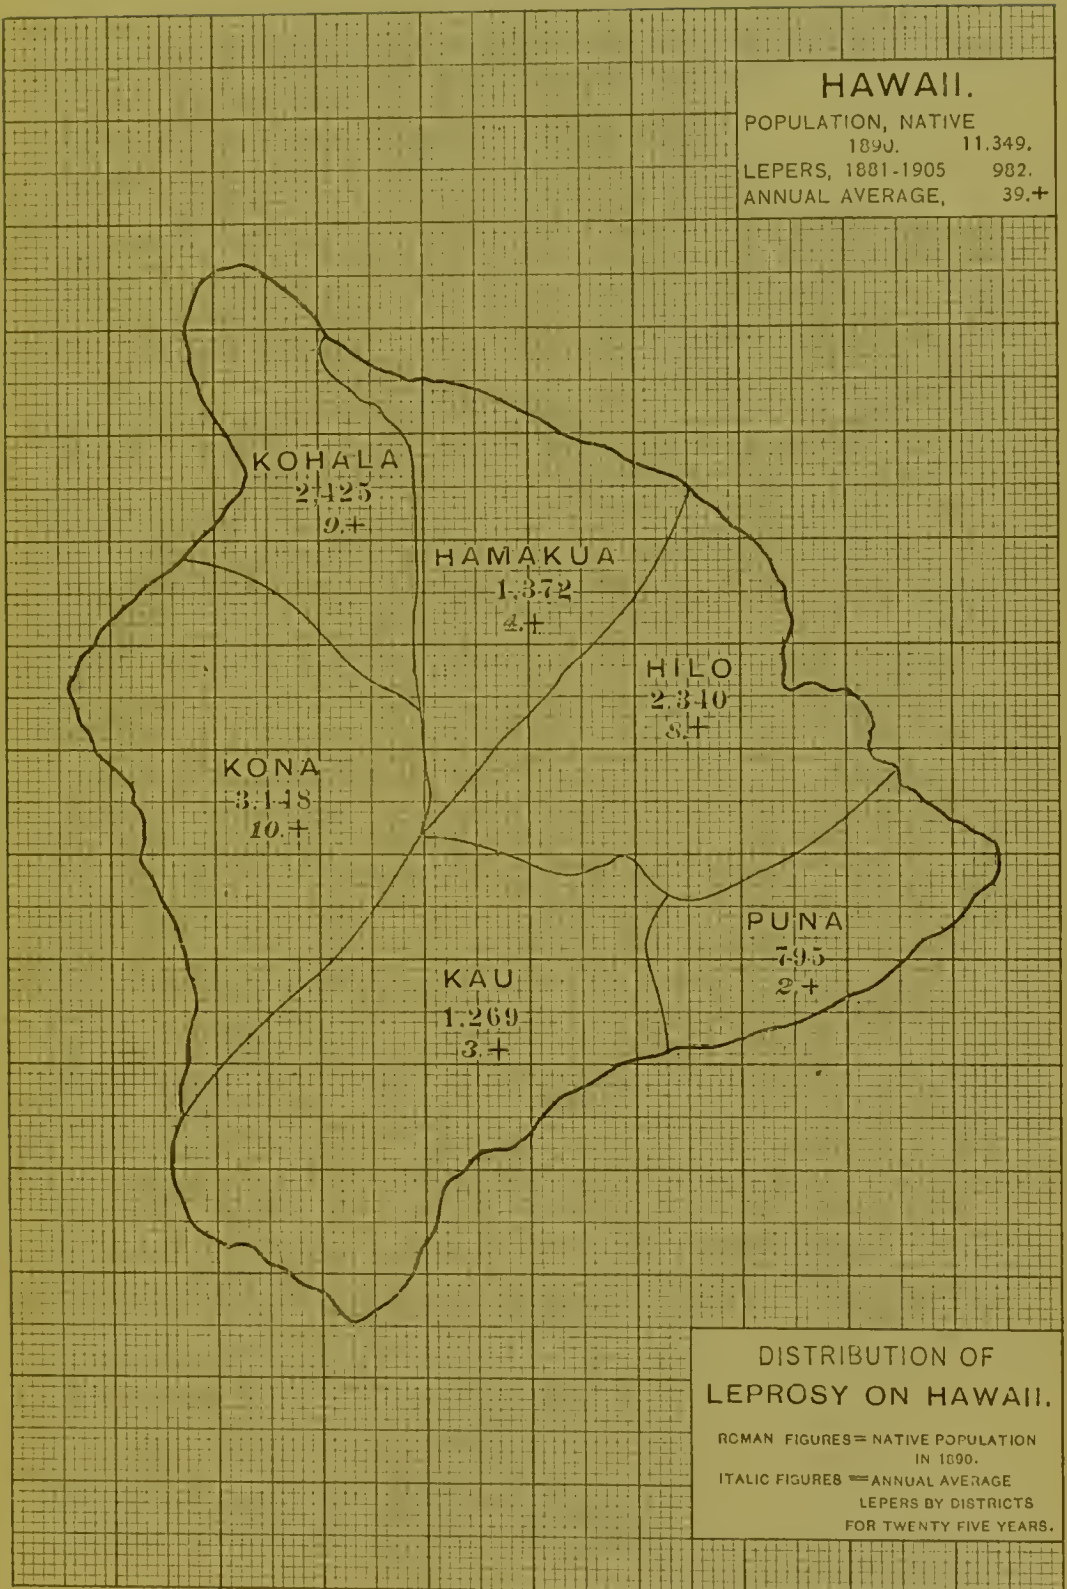 HAWAII.
POPULATION, NATIVE
1890. 11.349.
LEPERS, 1881-1905 982.
ANNUAL AVERAGE, 39.+
KOHALA
2,425
9.+
HAMAKUA
1.372
4.+
HILO
2.340
8.+
KONA
3.148
10.+
PUNA
795
2.+
KAU
1.269
3.+
DISTRIBUTION OF
LEPROSY ON HAWAII.
ROMAN FIGURES = NATIVE POPULATION
IN 1890.
ITALIC FIGURES = ANNUAL AVERAGE
LEPERS BY DISTRICTS
FOR TWENTY FIVE YEARS.